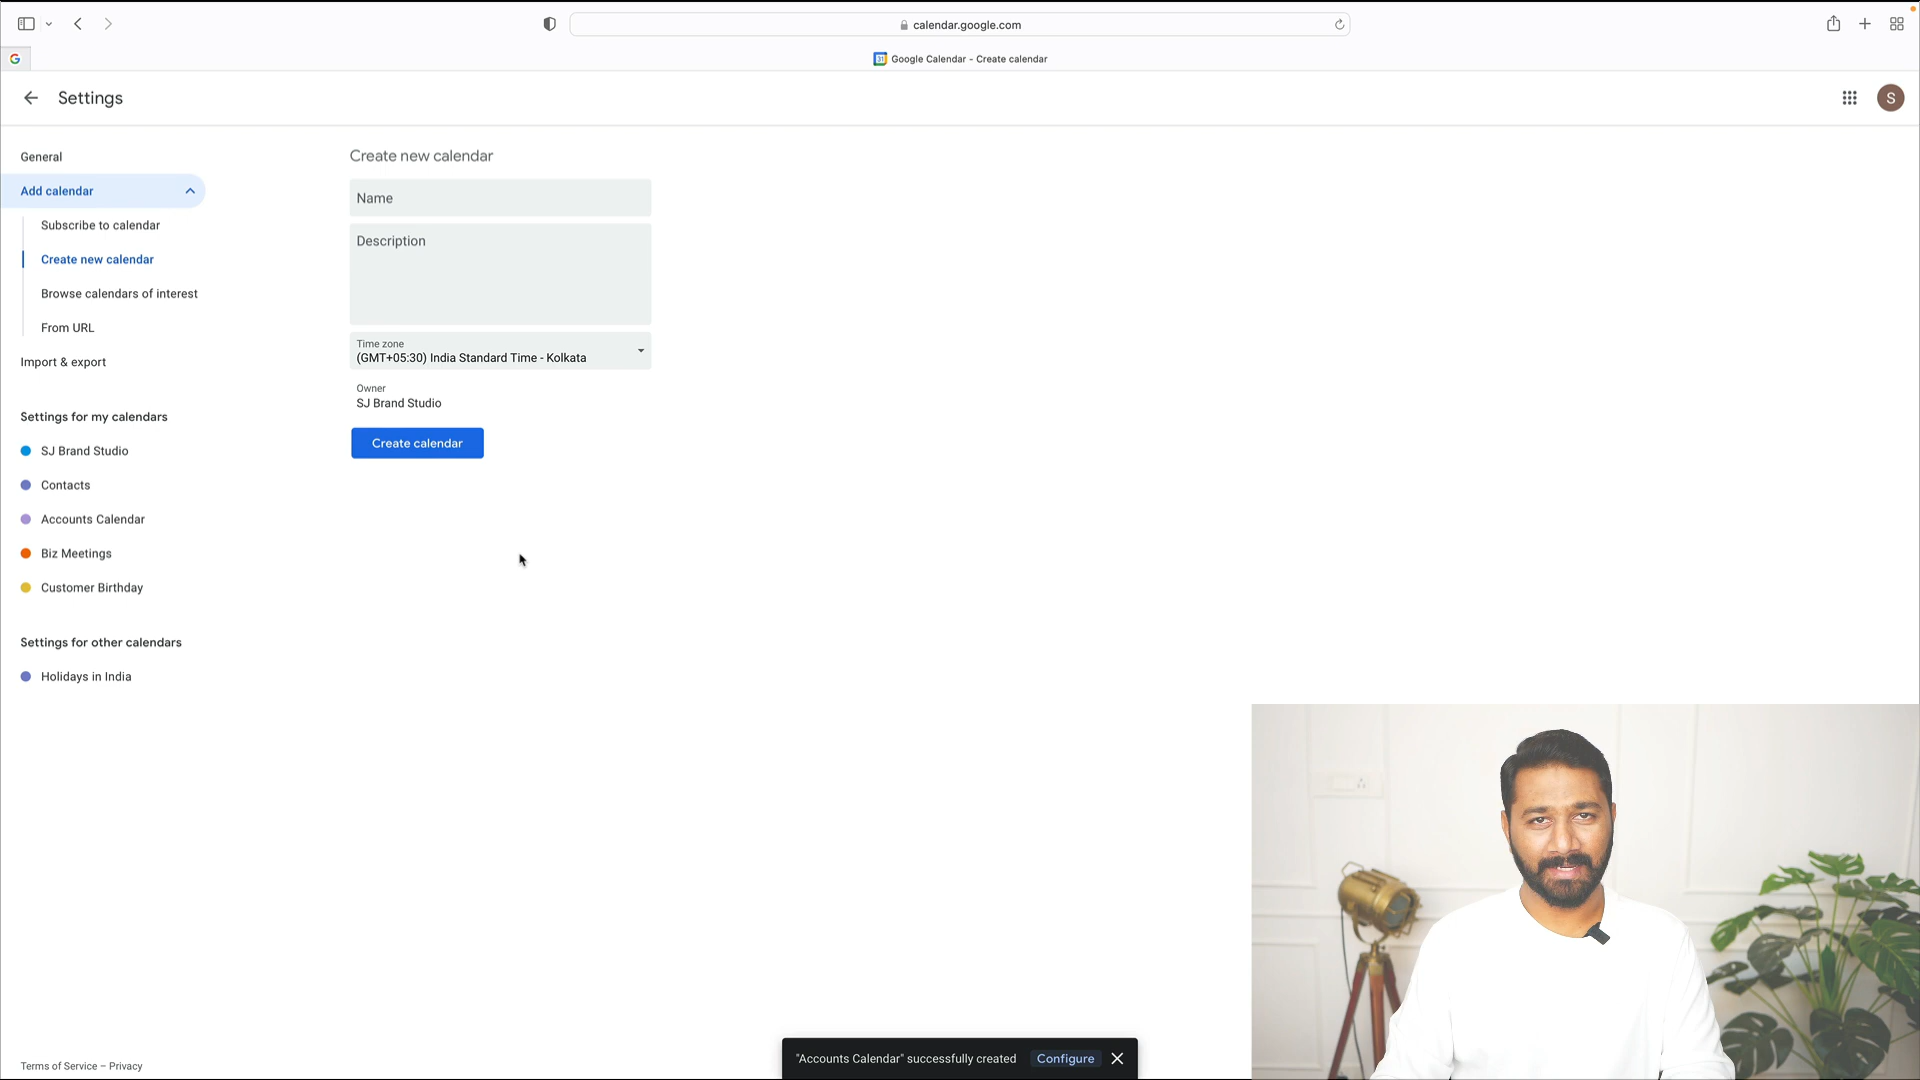 calendar.google.com
Google Calendar - Create calendar
Settings
S
General
Add calendar
Subscribe to calendar
Create new calendar
Browse calendars of interest
From URL
Import & export
Settings for my calendars
SJ Brand Studio
Contacts
Accounts Calendar
Biz Meetings
Customer Birthday
Settings for other calendars
Holidays in India
Terms of Service – Privacy
Create new calendar
Name
Description
Time zone
(GMT+05:30) India Standard Time - Kolkata
Owner
SJ Brand Studio
Create calendar
"Accounts Calendar" successfully created Configure